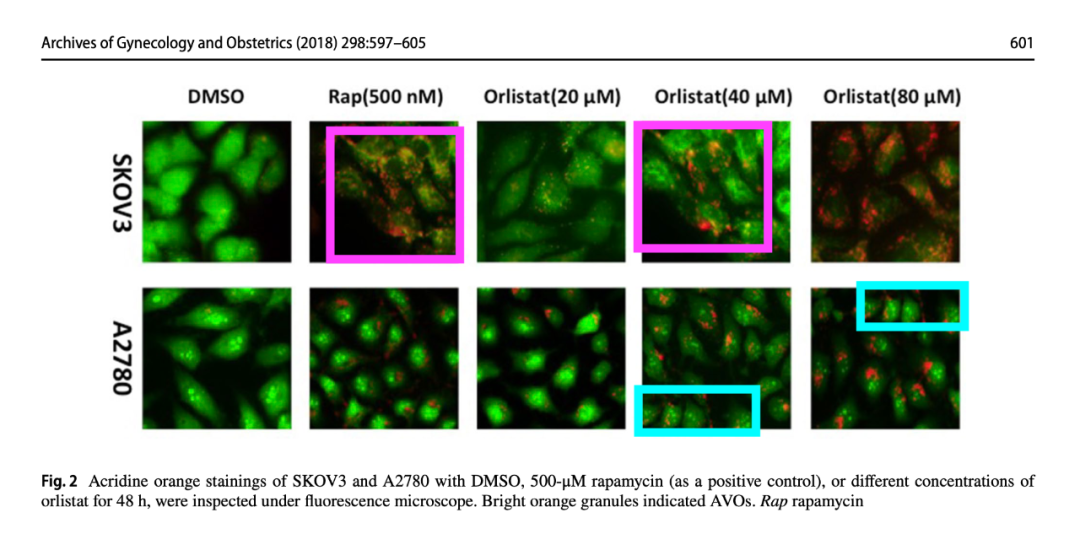 Archives of Gynecology and Obstetrics (2018) 298:597–605 601
DMSO Rap(500 nM) Orlistat(20 μM) Orlistat(40 μM) Orlistat(80 μM)
SKOV3
A2780
Fig. 2 Acridine orange stainings of SKOV3 and A2780 with DMSO, 500-μM rapamycin (as a positive control), or different concentrations of
orlistat for 48 h, were inspected under fluorescence microscope. Bright orange granules indicated AVOs. Rap rapamycin